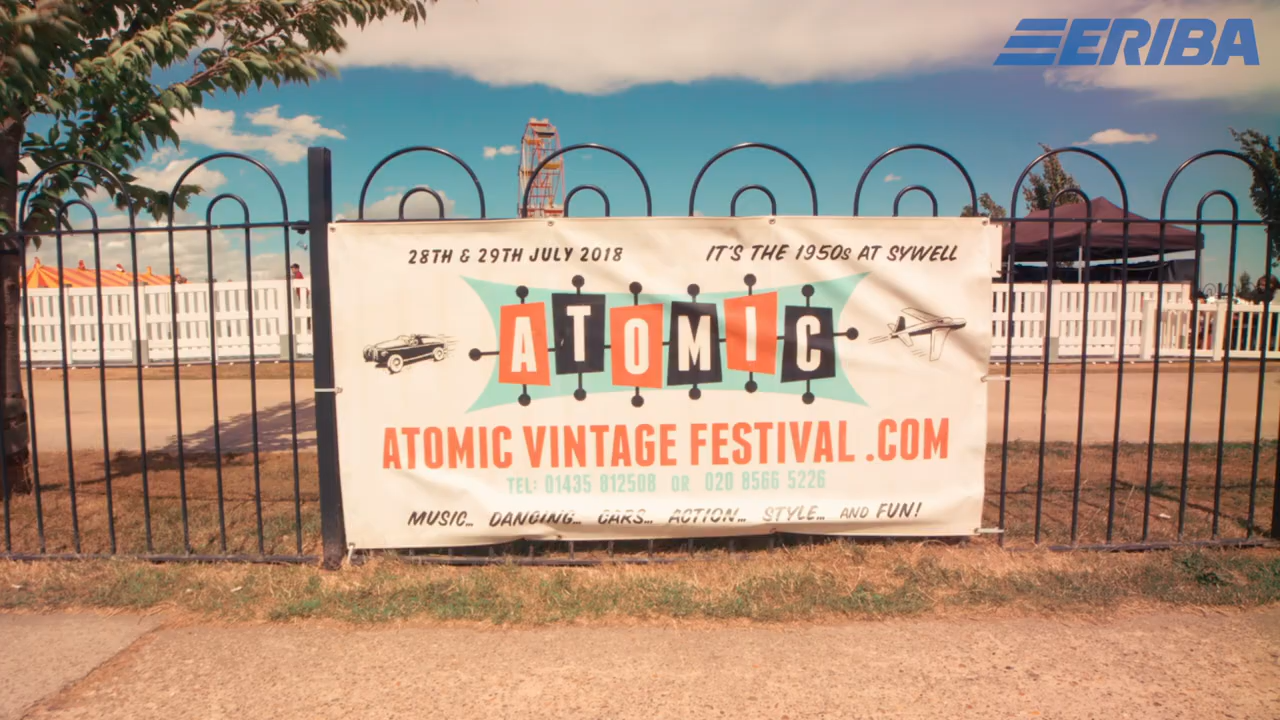 ERIBA
28TH & 29TH JULY 2018 IT'S THE 1950s AT SYWELL
ATOMIC
ATOMIC VINTAGE FESTIVAL .COM
TEL: 01435 812508 OR 020 8566 5226
MUSIC... DANCING... CARS... ACTION... STYLE... AND FUN!